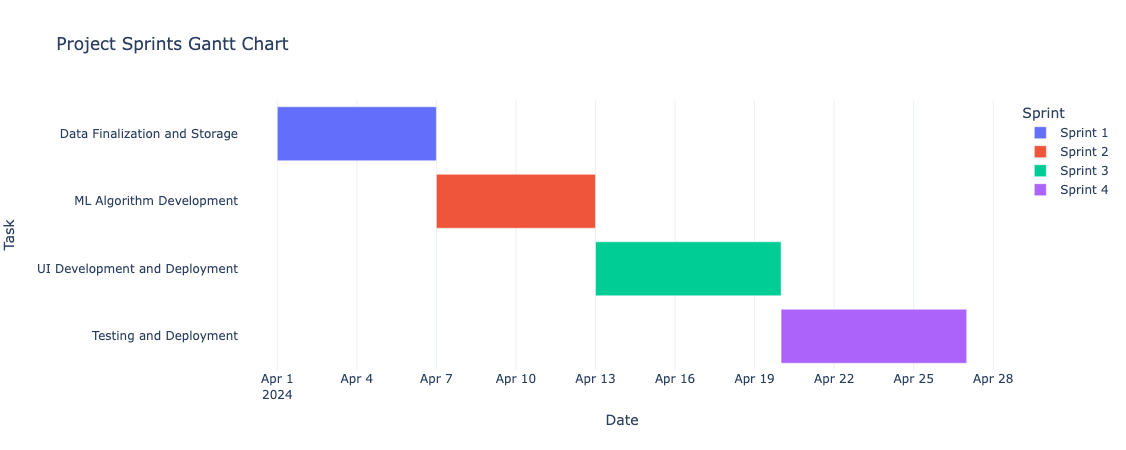 Project Sprints Gantt Chart
Sprint
Sprint 1
Sprint 2
Sprint 3
Sprint 4
Task
Data Finalization and Storage
ML Algorithm Development
UI Development and Deployment
Testing and Deployment
Apr 1
2024
Apr 4
Apr 7
Apr 10
Apr 13
Apr 16
Apr 19
Apr 22
Apr 25
Apr 28
Date